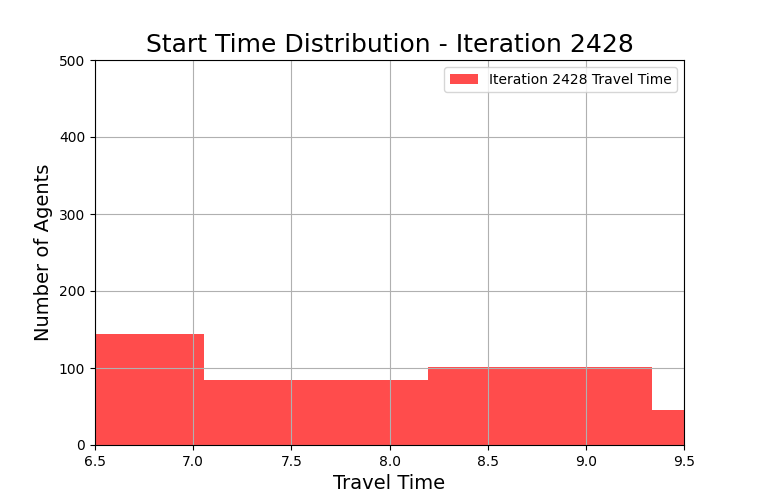 Start Time Distribution - Iteration 2428
500
Iteration 2428 Travel Time
400
300
200
100
0
Number of Agents
6.5 7.0 7.5 8.0 8.5 9.0 9.5
Travel Time